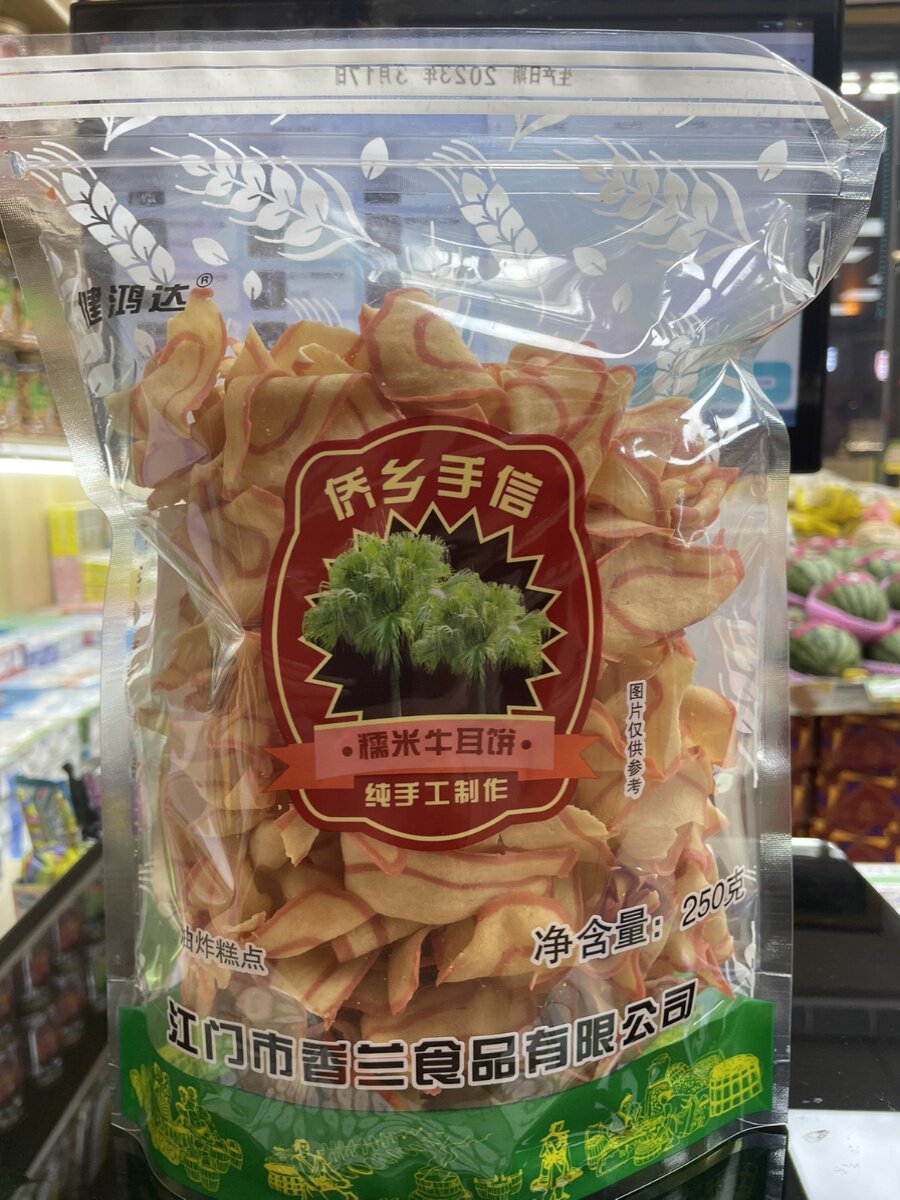 生产日期 2023年 3月17日
健鸿达®
侨乡手信
·糯米牛耳饼·
纯手工制作
图片仅供参考
油炸糕点
净含量：250克
江门市香兰食品有限公司